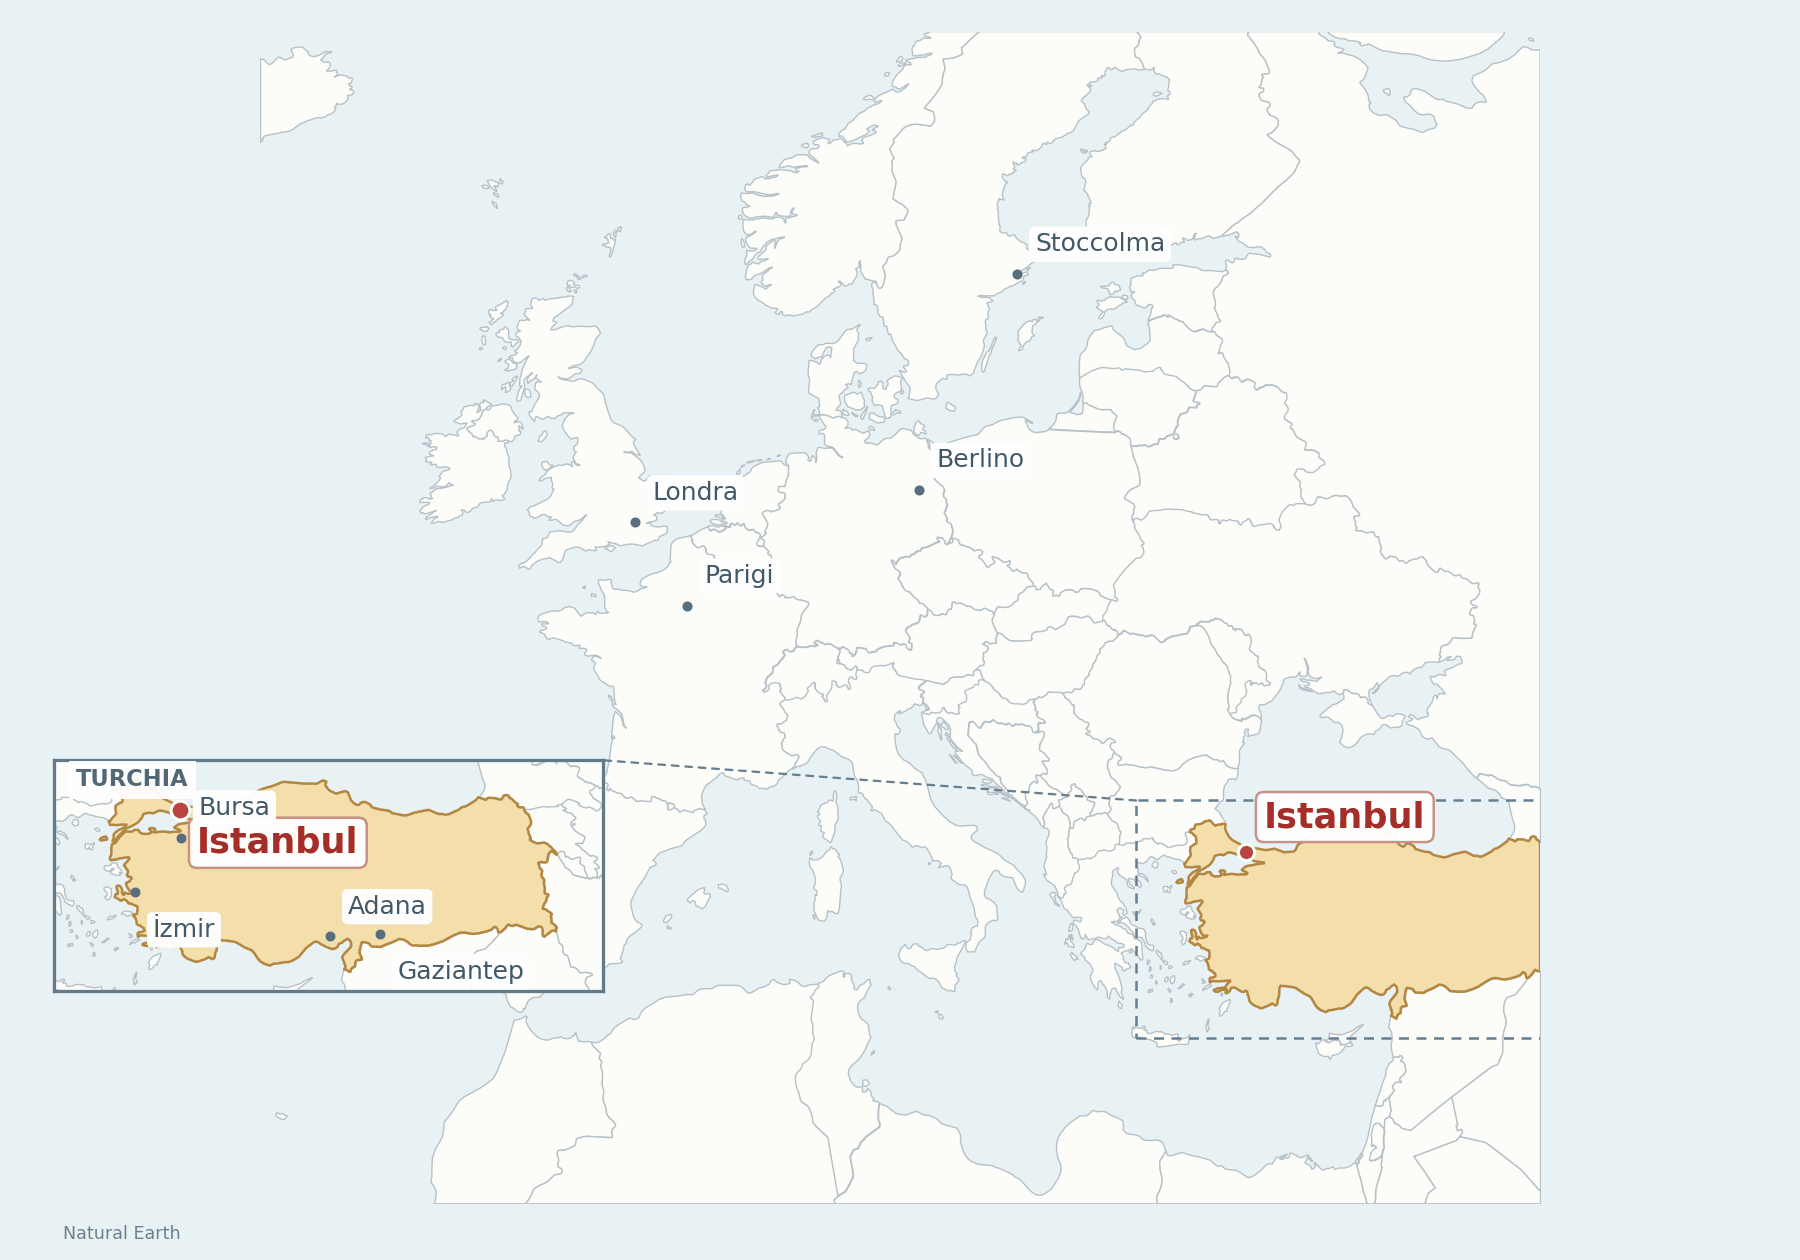 Stoccolma
Berlino
Londra
Parigi
TURCHIA
Bursa
Istanbul
Istanbul
Adana
İzmir
Gaziantep
Natural Earth